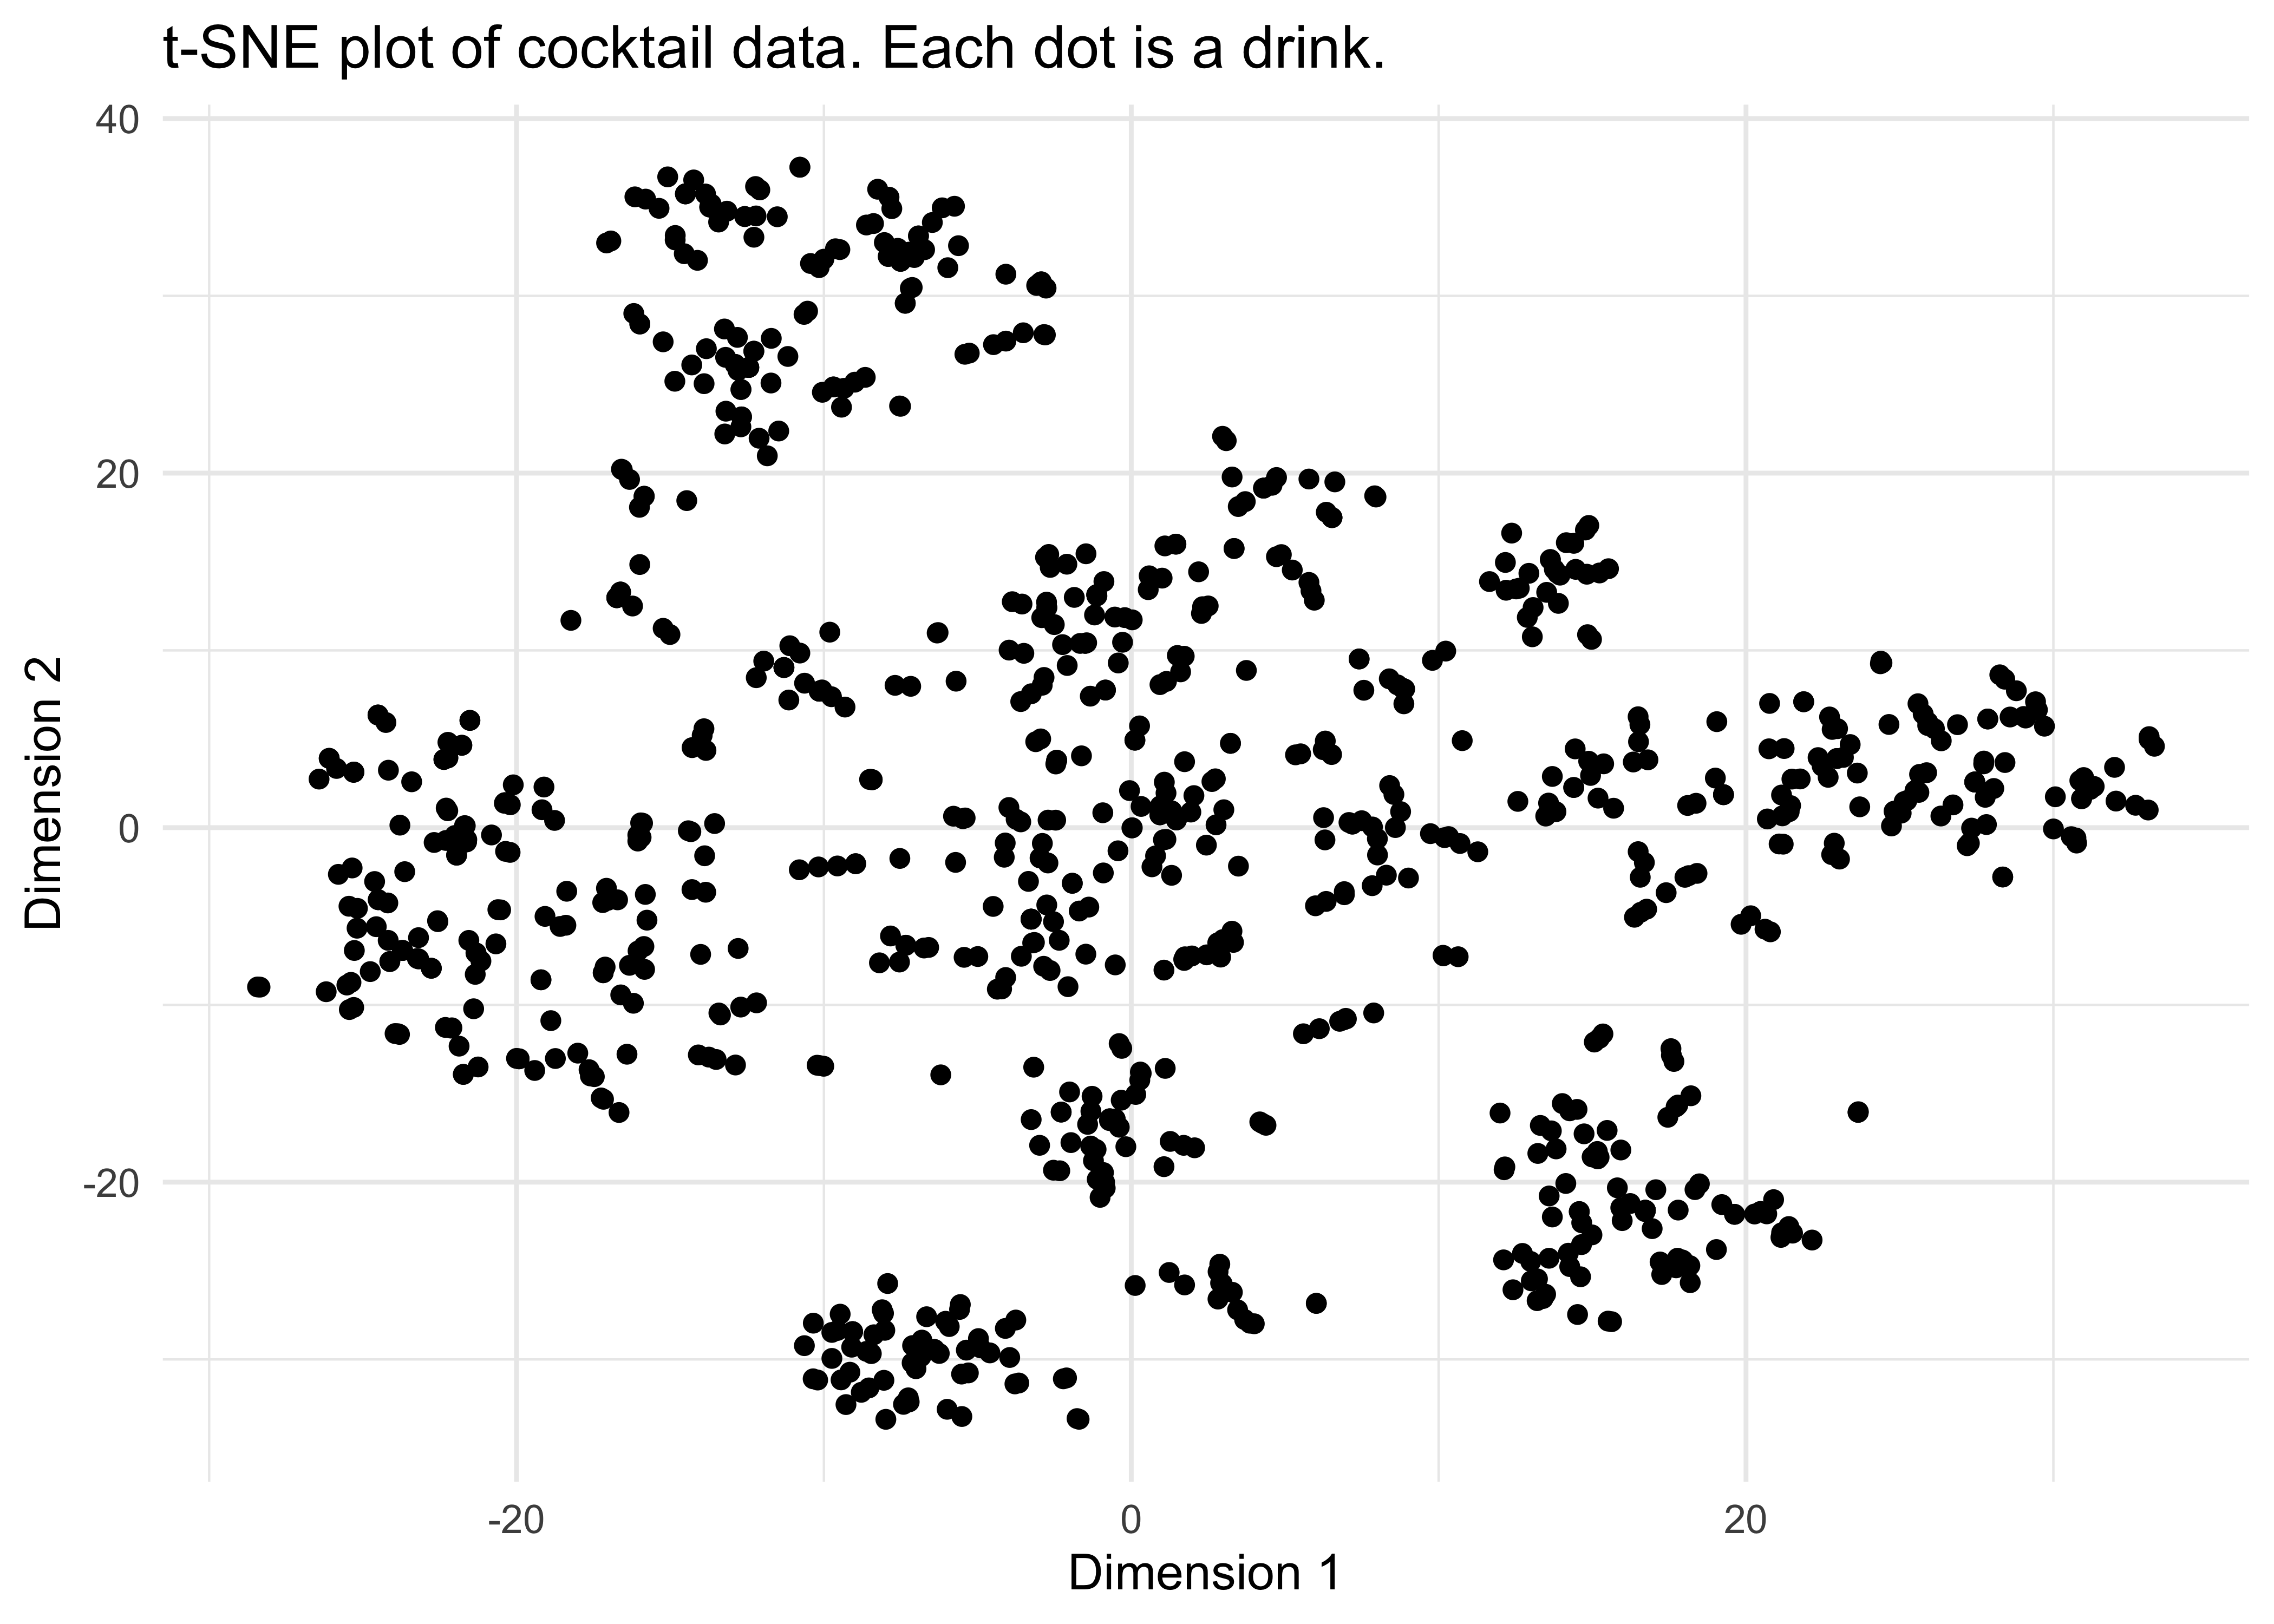 t-SNE plot of cocktail data. Each dot is a drink.
40
20
0
-20
Dimension 2
-20
0
20
Dimension 1